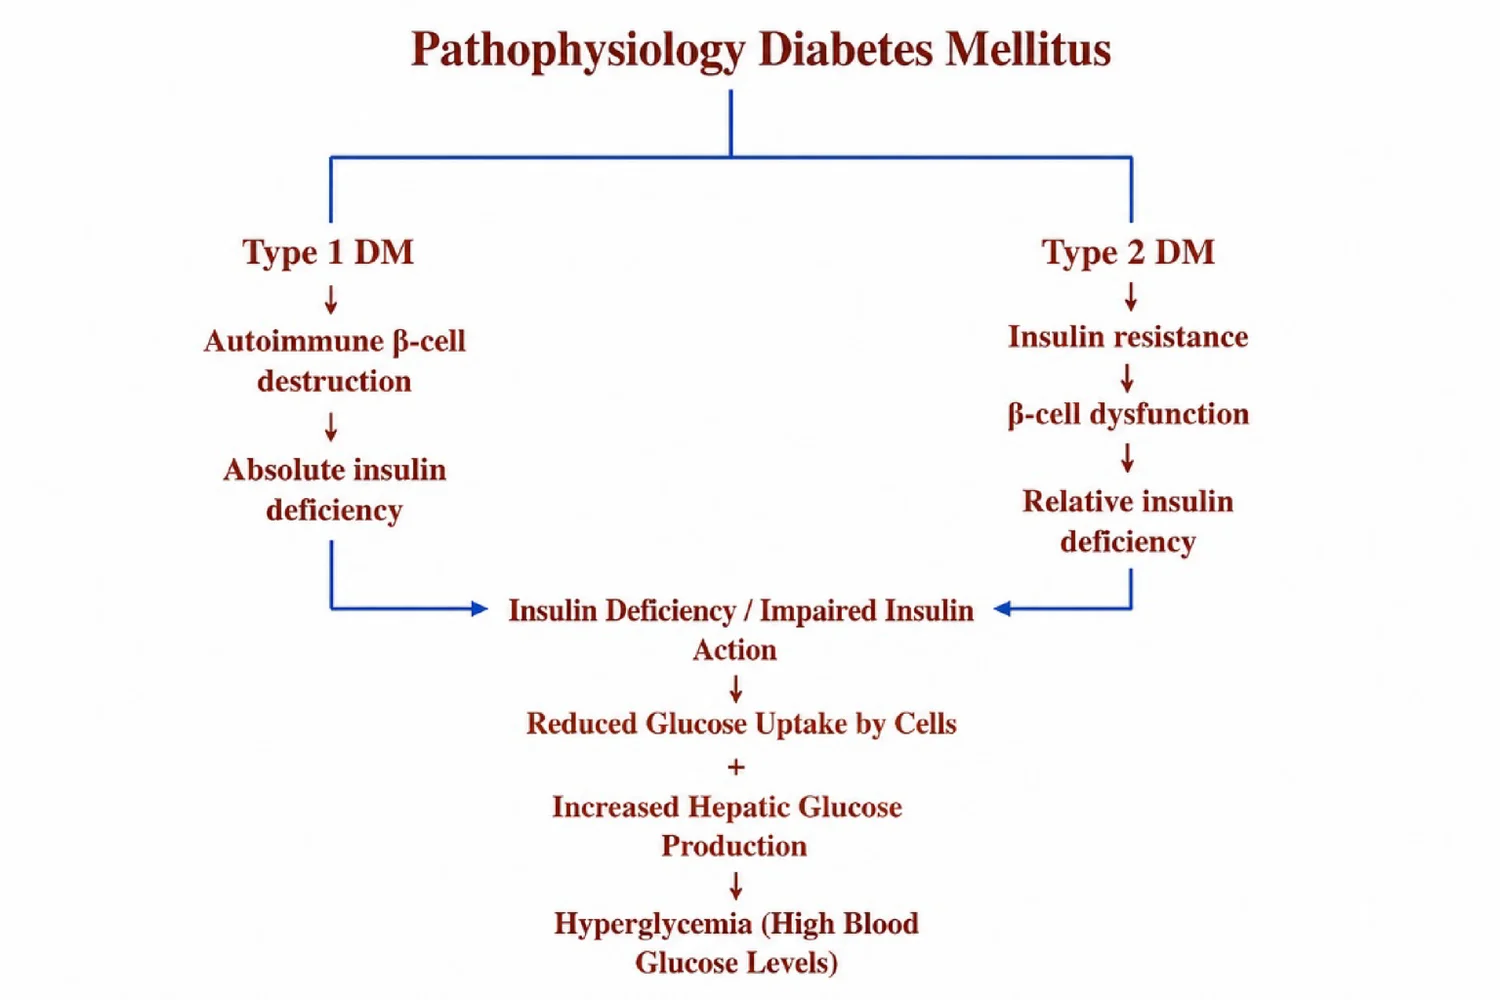 Pathophysiology Diabetes Mellitus
Type 1 DM
↓
Autoimmune β-cell
destruction
↓
Absolute insulin
deficiency
Type 2 DM
↓
Insulin resistance
↓
β-cell dysfunction
↓
Relative insulin
deficiency
Insulin Deficiency / Impaired Insulin
Action
↓
Reduced Glucose Uptake by Cells
+
Increased Hepatic Glucose
Production
↓
Hyperglycemia (High Blood
Glucose Levels)